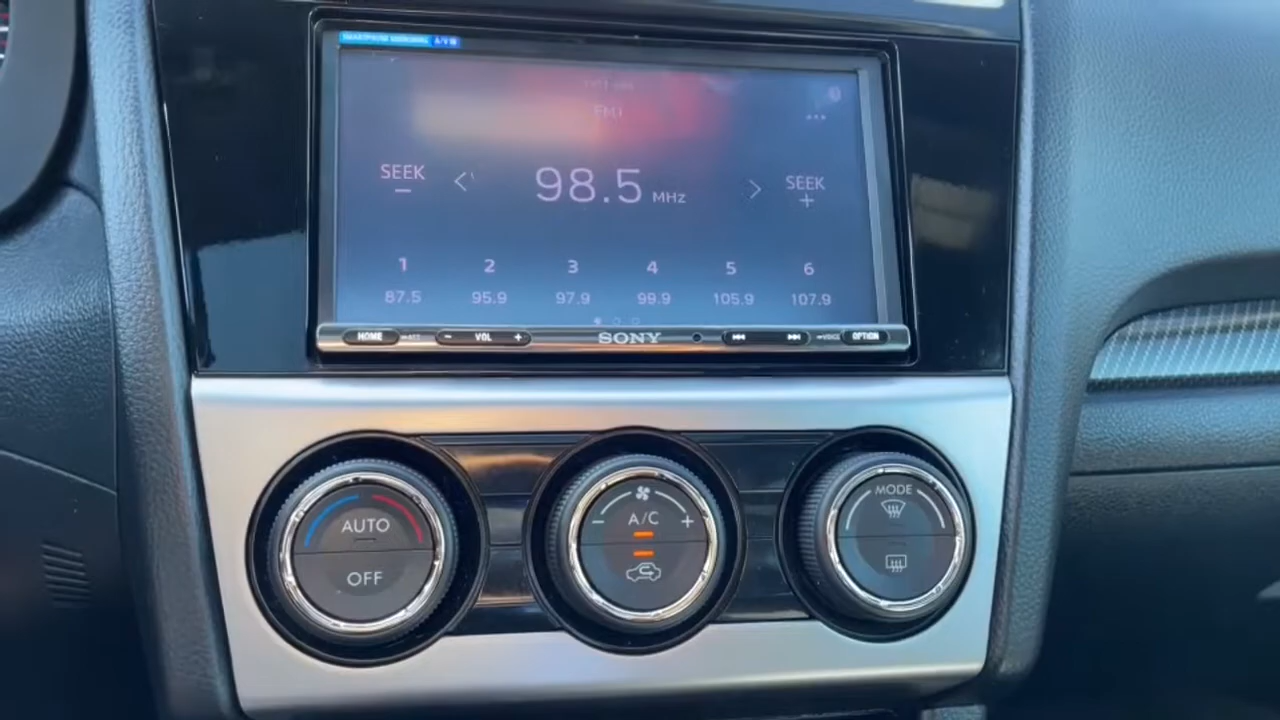 FM1
SEEK
−
98.5 MHz
SEEK
+
1 2 3 4 5 6
87.5 95.9 97.9 99.9 105.9 107.9
HOME − VOL + SONY VOICE OPTION
AUTO
OFF
− A/C +
MODE